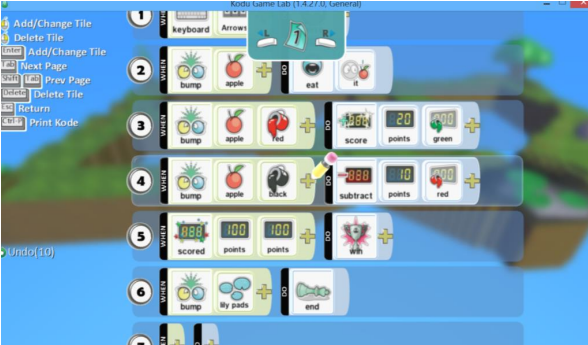 Kodu Game Lab (1.4.27.0, General)
Add/Change Tile
Delete Tile
Enter Add/Change Tile
Tab Next Page
Shift Tab Prev Page
Delete Delete Tile
Esc Return
Ctrl-P Print Kode
Undo(10)
L 1 R
1 WHEN keyboard Arrows
2 WHEN bump apple DO eat it
3 WHEN bump apple red DO score 20 points green
4 WHEN bump apple black DO subtract 10 points red
5 WHEN scored 100 points 100 points DO win
6 WHEN bump lily pads DO end
7